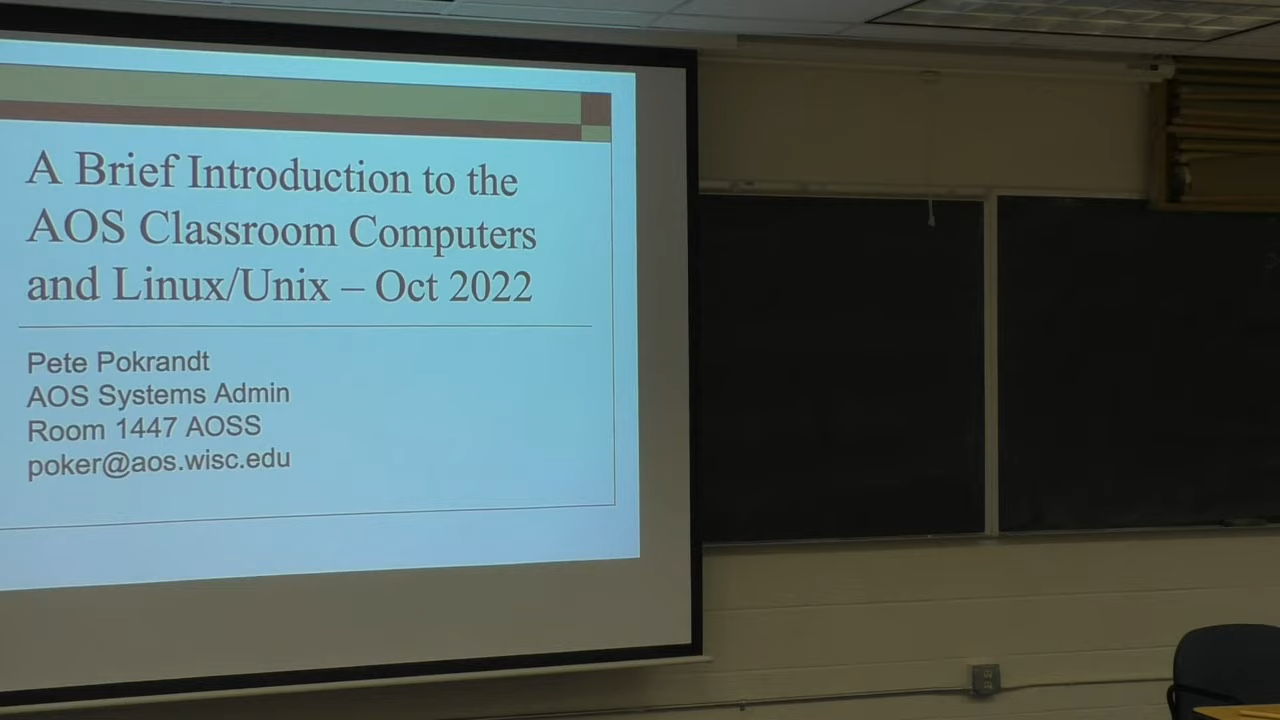 A Brief Introduction to the
AOS Classroom Computers
and Linux/Unix – Oct 2022
Pete Pokrandt
AOS Systems Admin
Room 1447 AOSS
poker@aos.wisc.edu